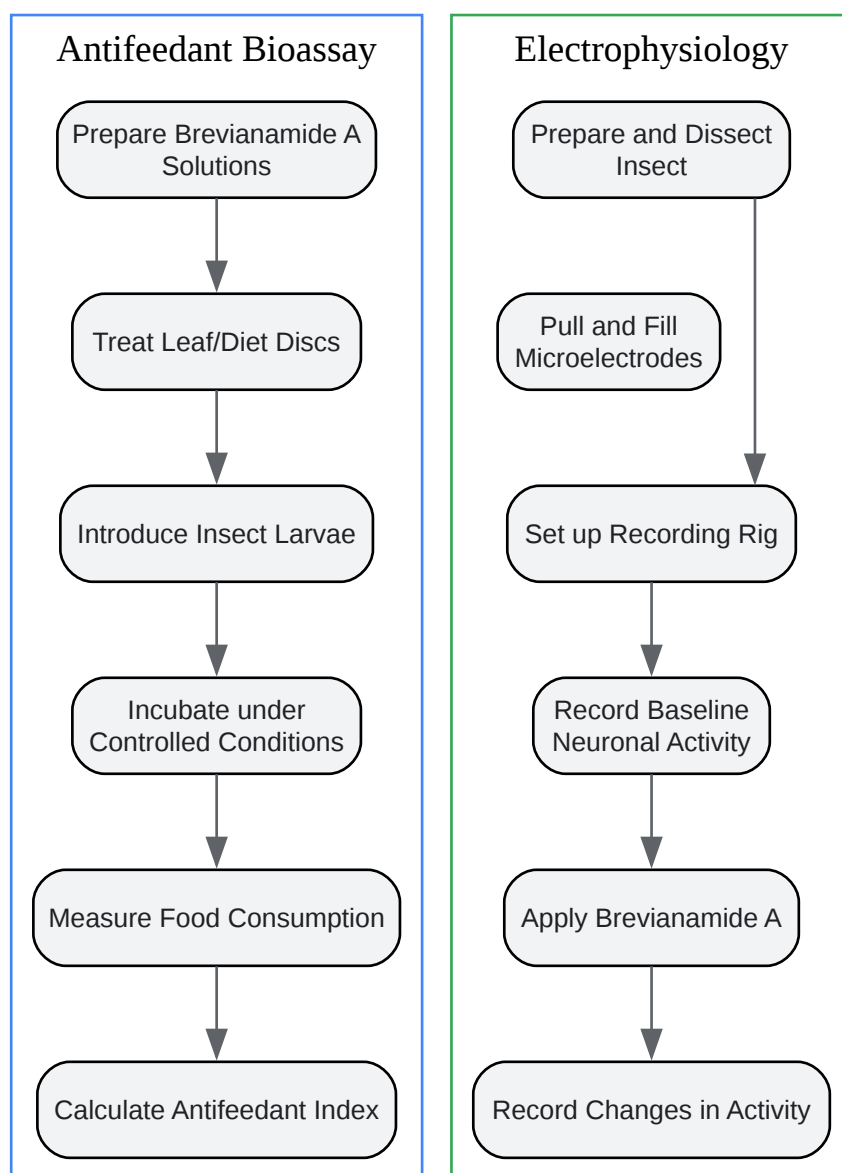 Antifeedant Bioassay
Prepare Brevianamide A
Solutions
Treat Leaf/Diet Discs
Introduce Insect Larvae
Incubate under
Controlled Conditions
Measure Food Consumption
Calculate Antifeedant Index
Electrophysiology
Prepare and Dissect
Insect
Pull and Fill
Microelectrodes
Set up Recording Rig
Record Baseline
Neuronal Activity
Apply Brevianamide A
Record Changes in Activity